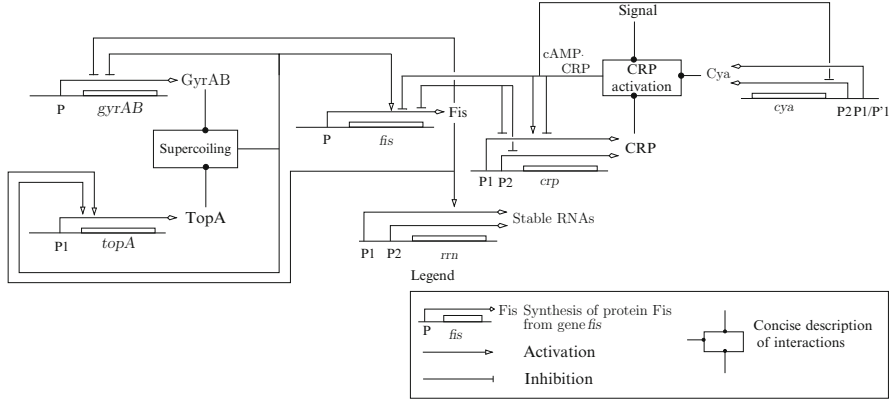 Signal
cAMP·
CRP
CRP
activation
Cya
cya
P2 P1/P'1
GyrAB
P
gyrAB
Fis
P
fis
Supercoiling
CRP
P1 P2
crp
TopA
P1
topA
Stable RNAs
P1 P2
rrn
Legend
Fis Synthesis of protein Fis
from gene fis
P
fis
Activation
Inhibition
Concise description
of interactions